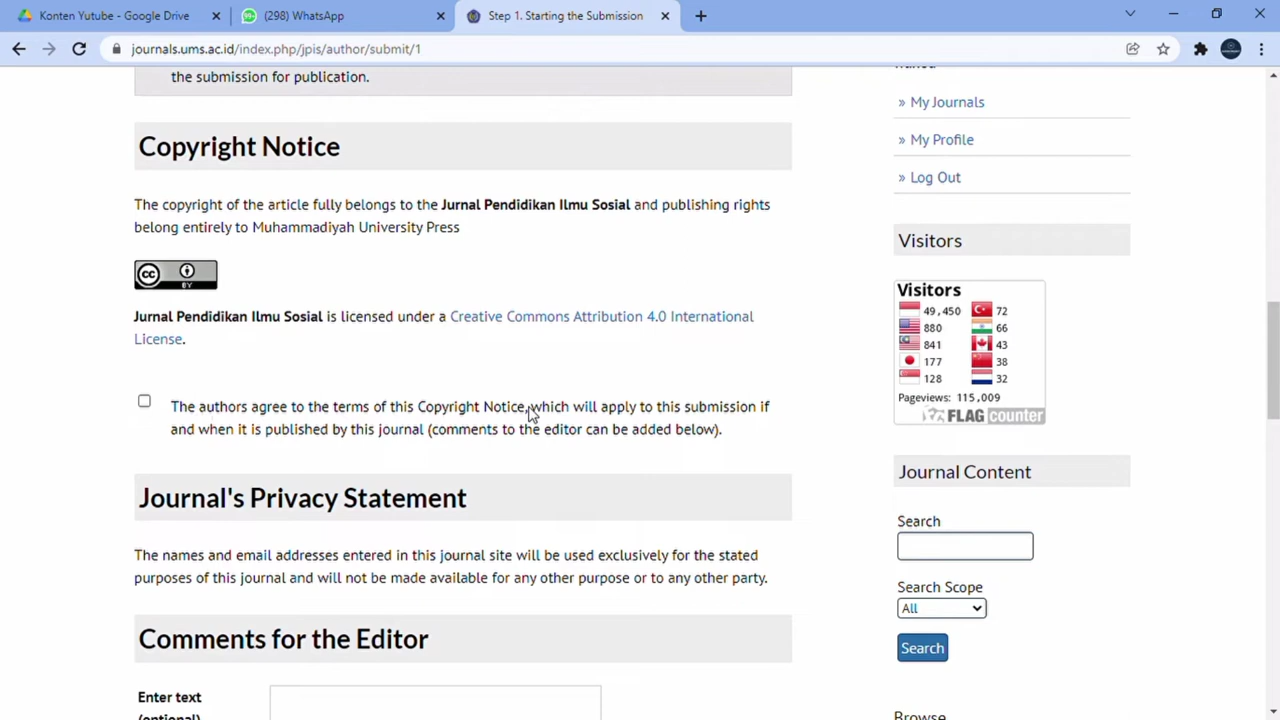 Konten Yutube - Google Drive
(298) WhatsApp
Step 1. Starting the Submission
journals.ums.ac.id/index.php/jpis/author/submit/1
the submission for publication.
Copyright Notice
The copyright of the article fully belongs to the Jurnal Pendidikan Ilmu Sosial and publishing rights
belong entirely to Muhammadiyah University Press
cc
BY
Jurnal Pendidikan Ilmu Sosial is licensed under a Creative Commons Attribution 4.0 International
License.
The authors agree to the terms of this Copyright Notice, which will apply to this submission if
and when it is published by this journal (comments to the editor can be added below).
Journal's Privacy Statement
The names and email addresses entered in this journal site will be used exclusively for the stated
purposes of this journal and will not be made available for any other purpose or to any other party.
Comments for the Editor
Enter text
(optional)
» My Journals
» My Profile
» Log Out
Visitors
Visitors
49,450 72
880 66
841 43
177 38
128 32
Pageviews: 115,009
FLAG counter
Journal Content
Search
Search Scope
All
Search
Browse